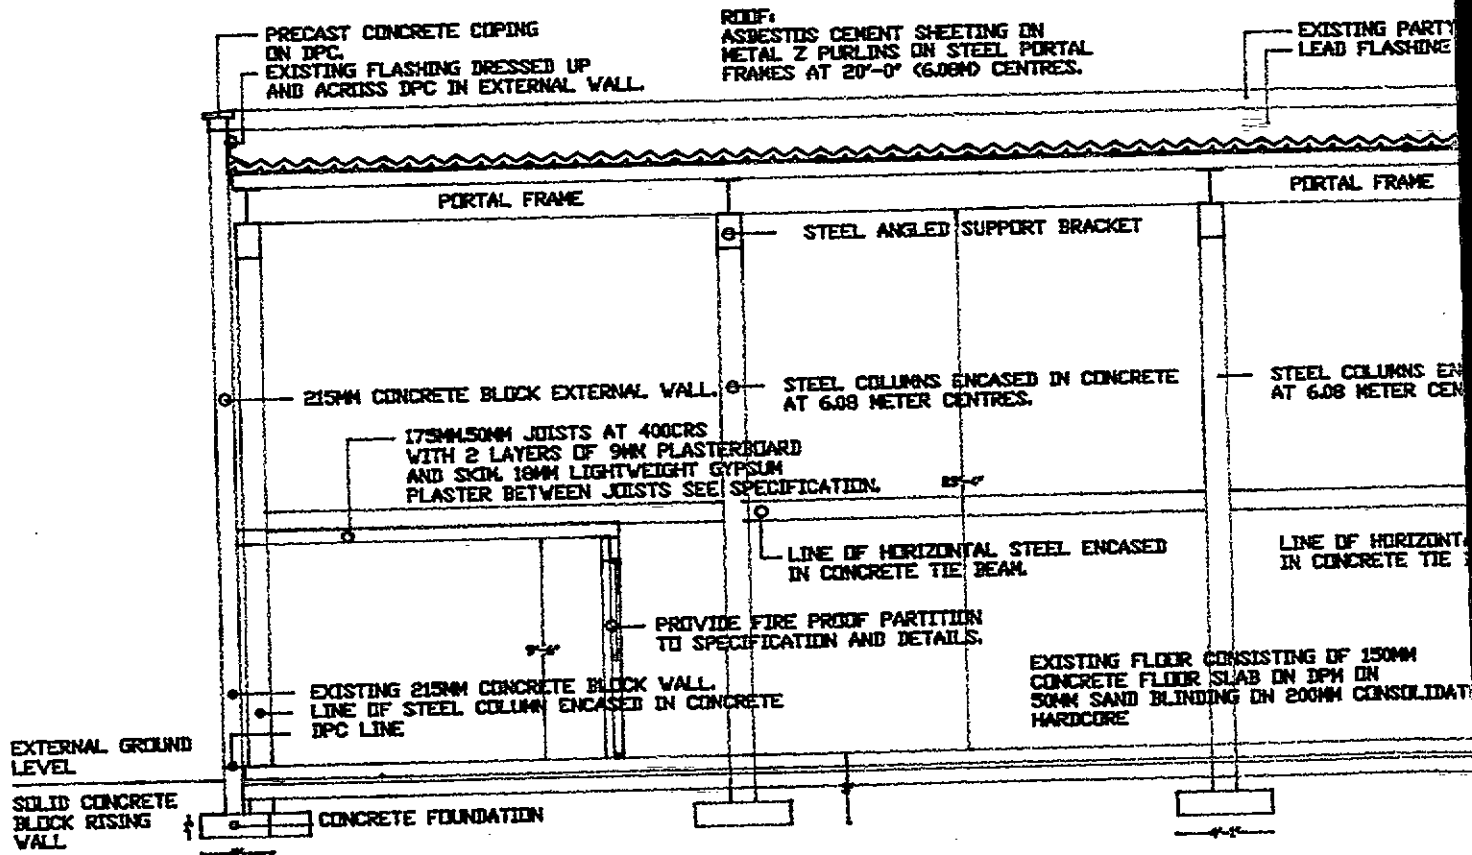 PRECAST CONCRETE COPING
ON DPC.
EXISTING FLASHING DRESSED UP
AND ACROSS DPC IN EXTERNAL WALL.
ROOF:
ASBESTOS CEMENT SHEETING ON
METAL Z PURLINS ON STEEL PORTAL
FRAMES AT 20'-0" (6.08M) CENTRES.
EXISTING PARTY
LEAD FLASHING
PORTAL FRAME
PORTAL FRAME
STEEL ANGLED SUPPORT BRACKET
215MM CONCRETE BLOCK EXTERNAL WALL.
STEEL COLUMNS ENCASED IN CONCRETE
AT 6.08 METER CENTRES.
STEEL COLUMNS EN
AT 6.08 METER CEN
175MM.50MM JOISTS AT 400CRS
WITH 2 LAYERS OF 9MM PLASTERBOARD
AND SKIM. 18MM LIGHTWEIGHT GYPSUM
PLASTER BETWEEN JOISTS SEE SPECIFICATION.
LINE OF HORIZONTAL STEEL ENCASED
IN CONCRETE TIE BEAM.
LINE OF HORIZONTA
IN CONCRETE TIE
PROVIDE FIRE PROOF PARTITION
TO SPECIFICATION AND DETAILS.
EXISTING FLOOR CONSISTING OF 150MM
CONCRETE FLOOR SLAB ON DPM ON
50MM SAND BLINDING ON 200MM CONSOLIDAT
HARDCORE
EXISTING 215MM CONCRETE BLOCK WALL.
LINE OF STEEL COLUMN ENCASED IN CONCRETE
DPC LINE
EXTERNAL GROUND
LEVEL
SOLID CONCRETE
BLOCK RISING
WALL
CONCRETE FOUNDATION
4'-1"